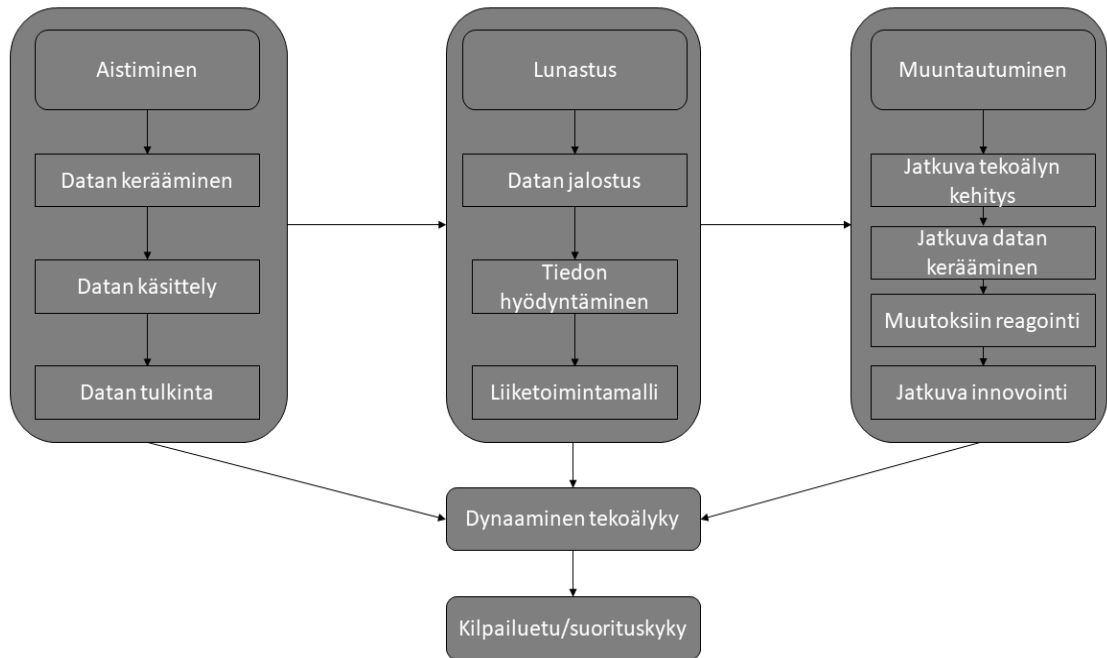 Aistiminen
Datan kerääminen
Datan käsittely
Datan tulkinta
Lunastus
Datan jalostus
Tiedon
hyödyntäminen
Liiketoimintamalli
Muuntautuminen
Jatkuva tekoälyn
kehitys
Jatkuva datan
kerääminen
Muutoksiin reagointi
Jatkuva innovointi
Dynaaminen tekoälyky
Kilpailuetu/suorituskyky